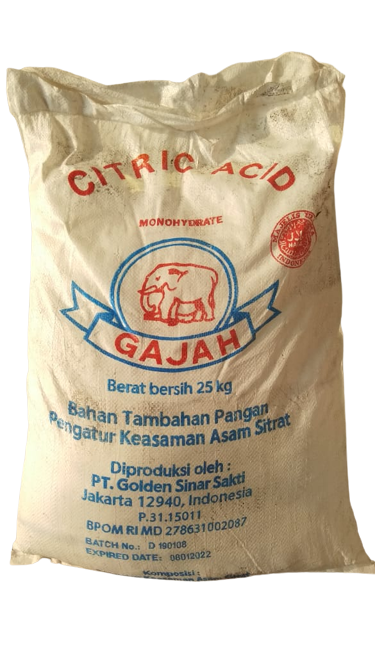 CITRIC ACID
MONOHYDRATE
GAJAH
Berat bersih 25 kg
Bahan Tambahan Pangan
Pengatur Keasaman Asam Sitrat
Diproduksi oleh :
PT. Golden Sinar Sakti
Jakarta 12940, Indonesia
P.31.15011
BPOM RI MD 278631002087
BATCH No.: D 190108
EXPIRED DATE: 08012022
Komposisi :